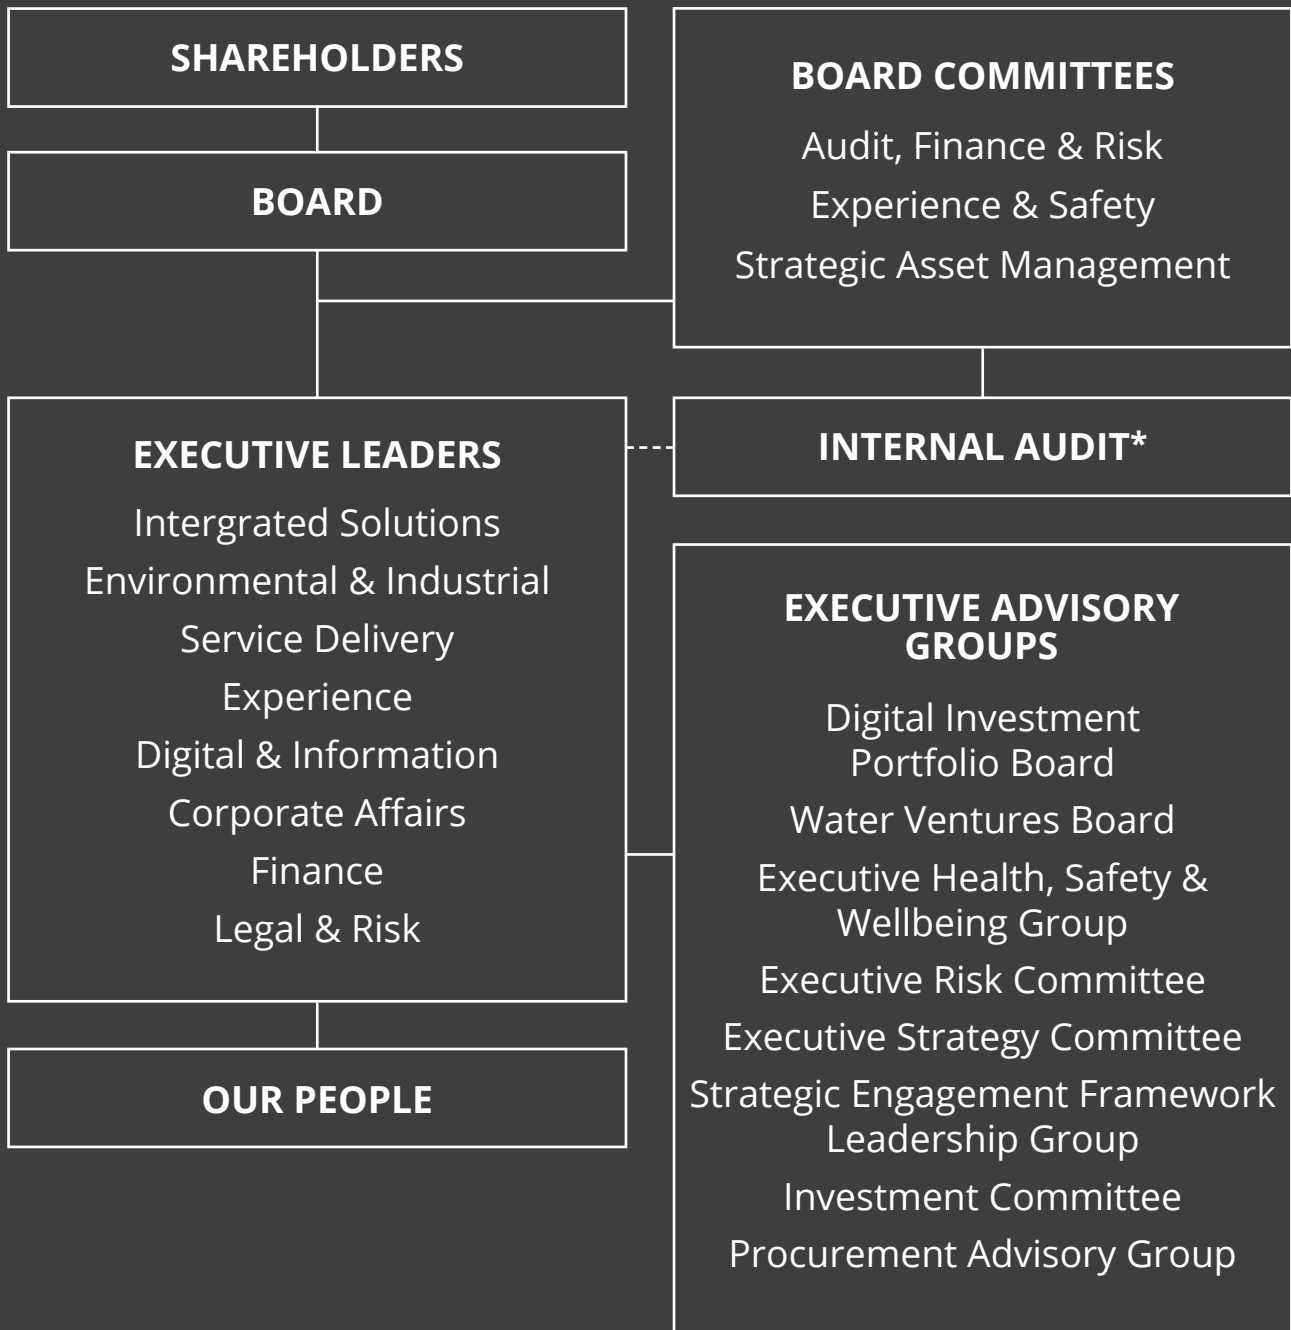 SHAREHOLDERS
BOARD
BOARD COMMITTEES
Audit, Finance & Risk
Experience & Safety
Strategic Asset Management
EXECUTIVE LEADERS
Intergrated Solutions
Environmental & Industrial
Service Delivery
Experience
Digital & Information
Corporate Affairs
Finance
Legal & Risk
INTERNAL AUDIT*
EXECUTIVE ADVISORY
GROUPS
Digital Investment
Portfolio Board
Water Ventures Board
Executive Health, Safety &
Wellbeing Group
Executive Risk Committee
Executive Strategy Committee
Strategic Engagement Framework
Leadership Group
Investment Committee
Procurement Advisory Group
OUR PEOPLE